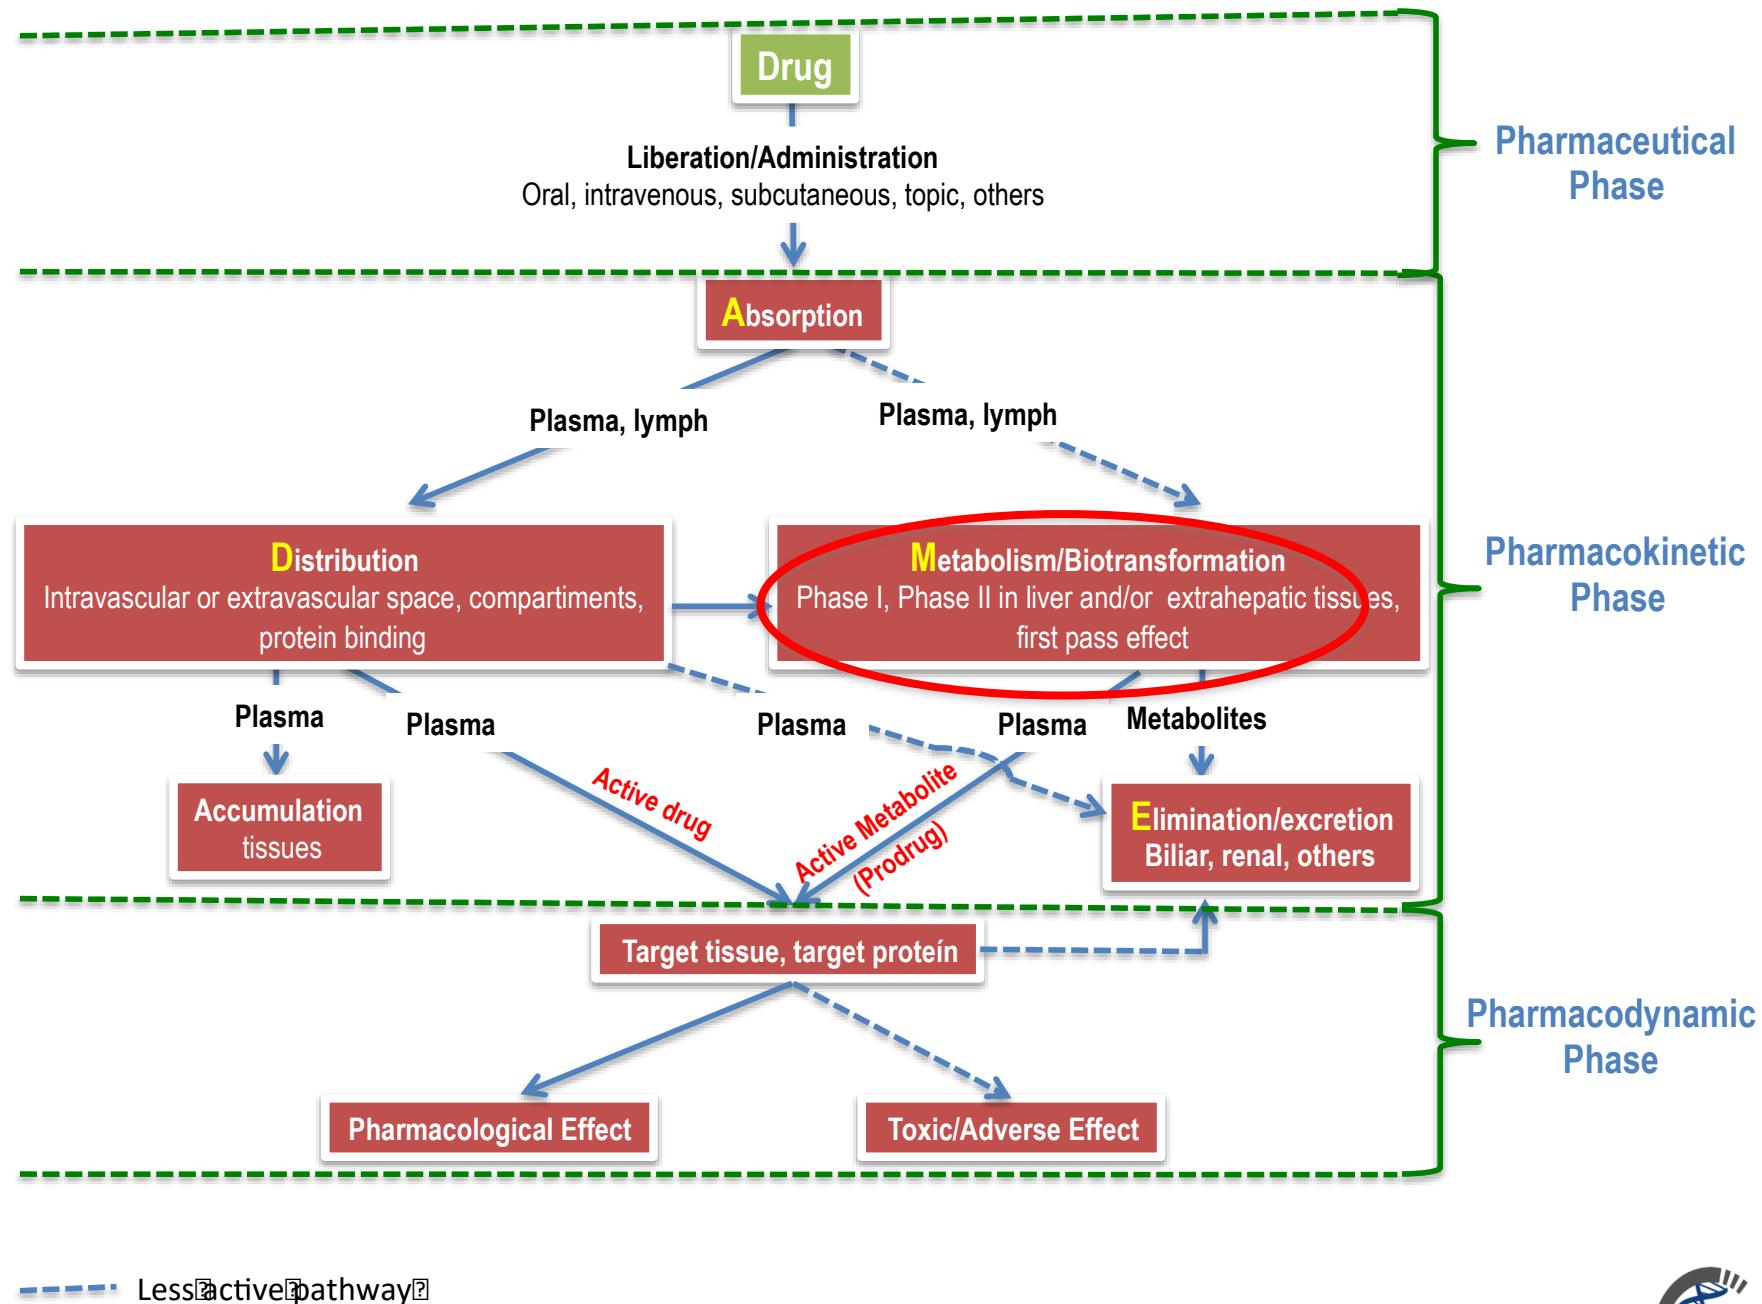 Drug
Liberation/Administration
Oral, intravenous, subcutaneous, topic, others
Pharmaceutical
Phase
Absorption
Plasma, lymph
Plasma, lymph
Distribution
Intravascular or extravascular space, compartiments,
protein binding
Metabolism/Biotransformation
Phase I, Phase II in liver and/or extrahepatic tissues,
first pass effect
Pharmacokinetic
Phase
Plasma
Plasma
Plasma
Plasma
Metabolites
Active drug
Active Metabolite
(Prodrug)
Accumulation
tissues
Elimination/excretion
Biliar, renal, others
Target tissue, target proteín
Pharmacodynamic
Phase
Pharmacological Effect
Toxic/Adverse Effect
Less active pathway